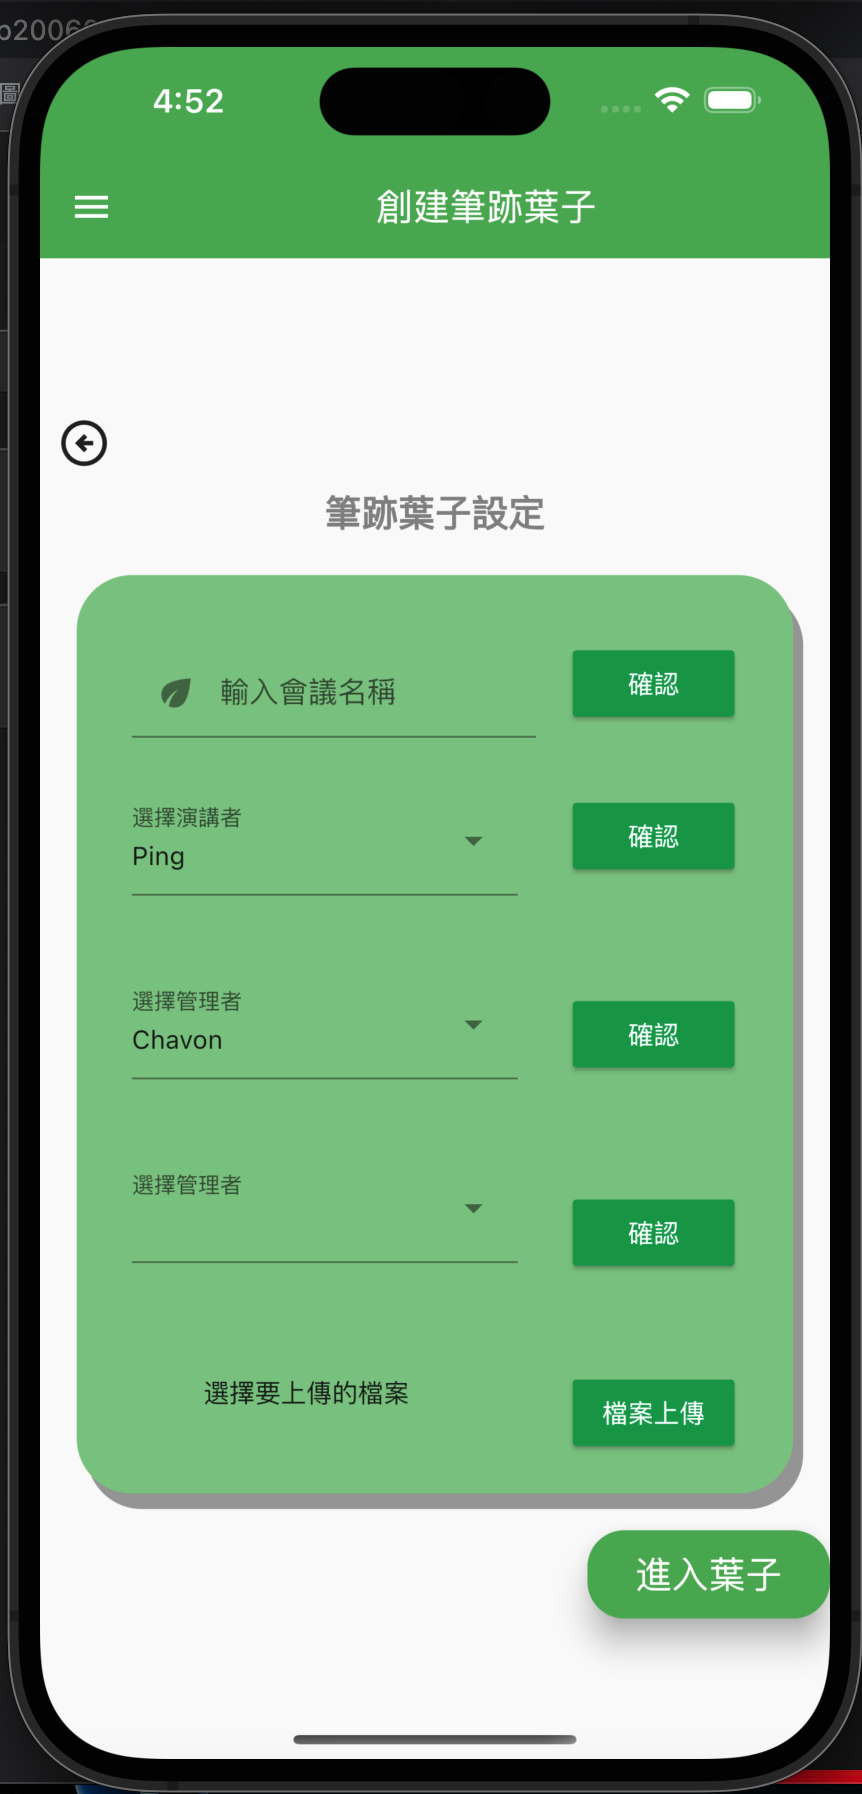 4:52
創建筆跡葉子
筆跡葉子設定
輸入會議名稱
確認
選擇演講者
Ping
確認
選擇管理者
Chavon
確認
選擇管理者
確認
選擇要上傳的檔案
檔案上傳
進入葉子